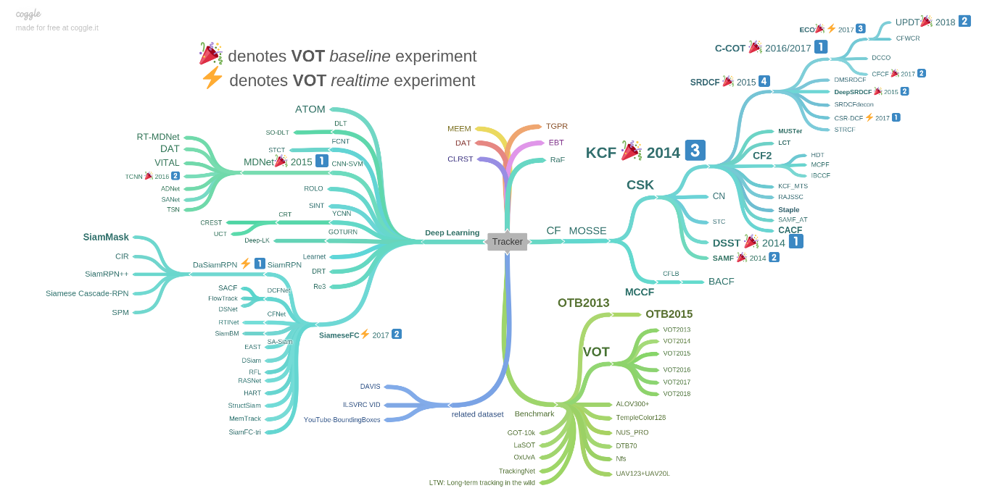 coggle
made for free at coggle.it
🎉 denotes VOT baseline experiment
⚡ denotes VOT realtime experiment
Tracker
Deep Learning
ATOM
DLT
SO-DLT
FCNT
STCT
CNN-SVM
MDNet🎉 2015 1
RT-MDNet
DAT
VITAL
TCNN 🎉 2016 2
ADNet
SANet
TSN
ROLO
SINT
YCNN
CRT
CREST
UCT
GOTURN
Deep-LK
Learnet
DRT
Re3
SiameseFC⚡ 2017 2
SiamRPN
DaSiamRPN ⚡ 1
SiamMask
CIR
SiamRPN++
Siamese Cascade-RPN
SPM
DCFNet
SACF
FlowTrack
DSNet
CFNet
RTINet
SA-Siam
SiamBM
EAST
DSiam
RFL
RASNet
HART
StructSiam
MemTrack
SiamFC-tri
MEEM
DAT
CLRST
TGPR
EBT
RaF
CF
MOSSE
CSK
KCF 🎉 2014 3
SRDCF 🎉 2015 4
C-COT 🎉 2016/2017 1
ECO🎉⚡ 2017 3
UPDT🎉 2018 2
CFWCR
DCCO
CFCF 🎉 2017 2
DMSRDCF
DeepSRDCF 🎉 2015 2
SRDCFdecon
CSR-DCF ⚡ 2017 1
STRCF
MUSTer
LCT
CF2
HDT
MCPF
IBCCF
KCF_MTS
RAJSSC
Staple
SAMF_AT
CACF
CN
STC
DSST 🎉 2014 1
SAMF 🎉 2014 2
MCCF
CFLB
BACF
related dataset
DAVIS
ILSVRC VID
YouTube-BoundingBoxes
Benchmark
OTB2013
OTB2015
VOT
VOT2013
VOT2014
VOT2015
VOT2016
VOT2017
VOT2018
ALOV300+
TempleColor128
NUS_PRO
DTB70
Nfs
UAV123+UAV20L
GOT-10k
LaSOT
OxUvA
TrackingNet
LTW: Long-term tracking in the wild